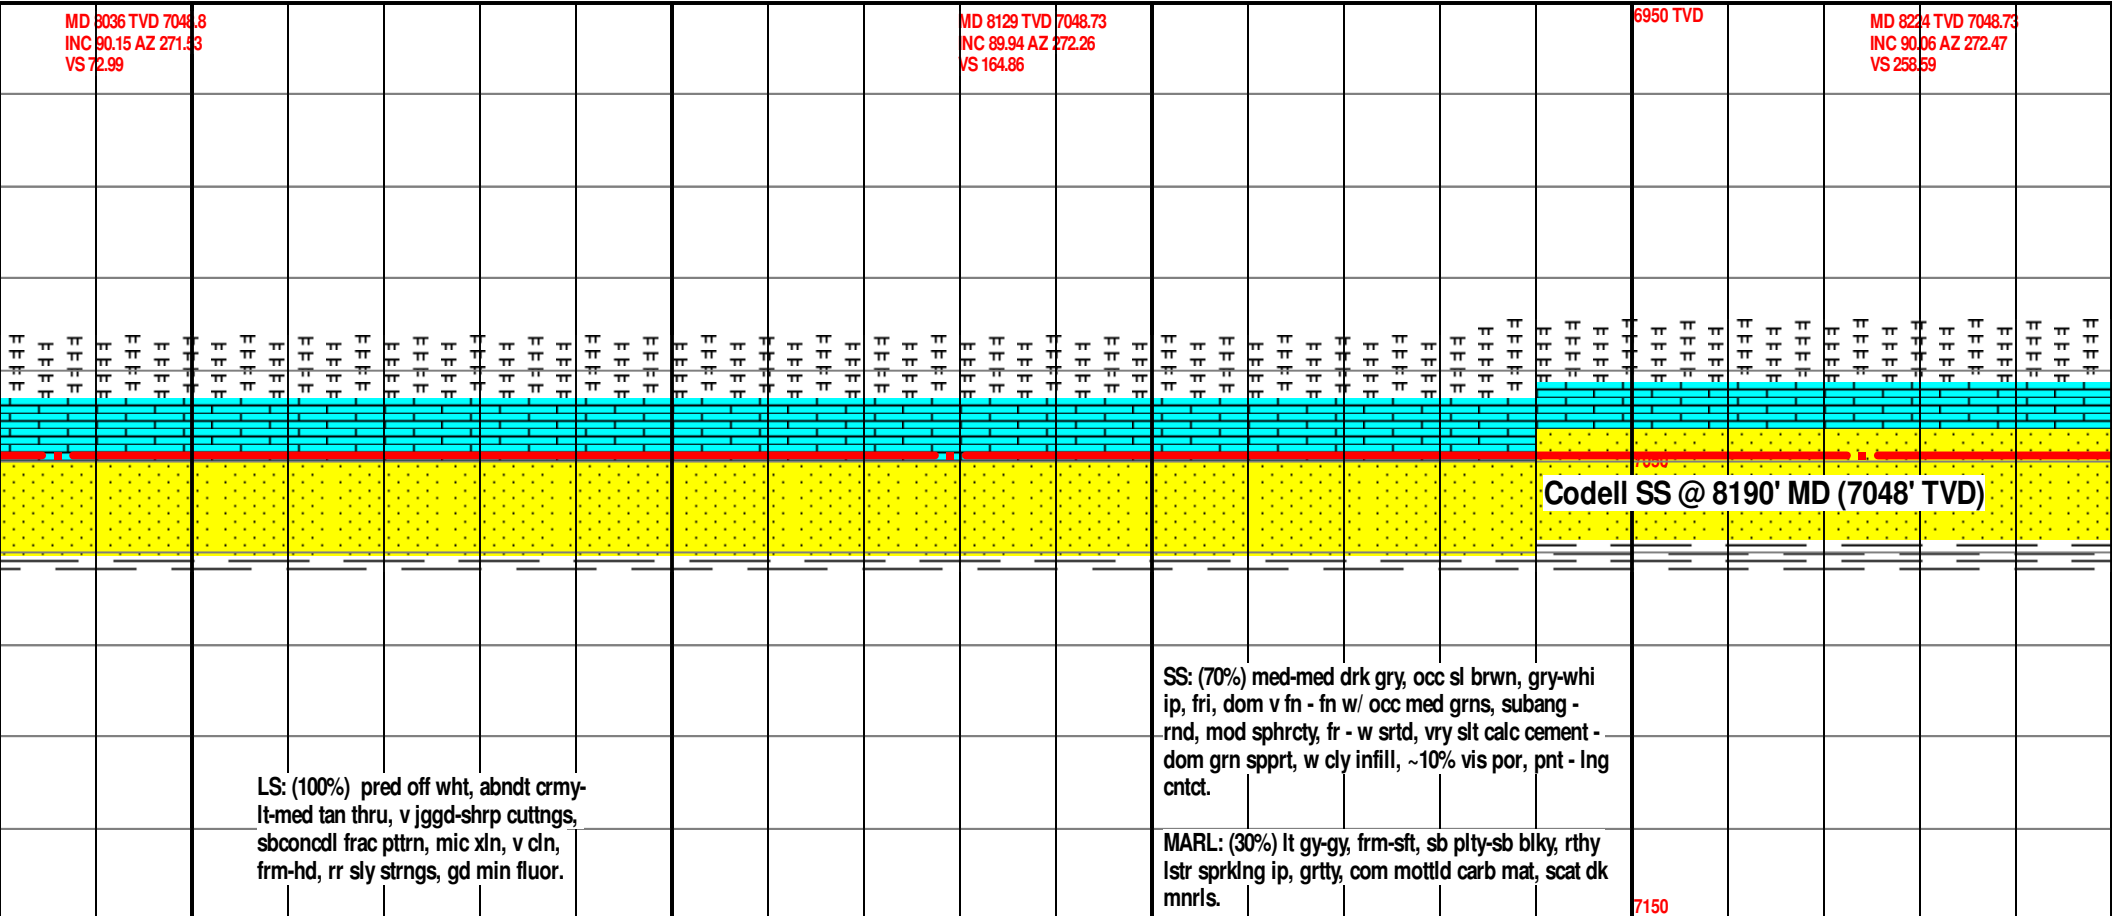 MD 8036 TVD 7048.8
INC 90.15 AZ 271.53
VS 72.99
MD 8129 TVD 7048.73
INC 89.94 AZ 272.26
VS 164.86
6950 TVD
MD 8224 TVD 7048.73
INC 90.06 AZ 272.47
VS 258.59
7050
Codell SS @ 8190' MD (7048' TVD)
LS: (100%) pred off wht, abndt crmy-
lt-med tan thru, v jggd-shrp cuttngs,
sbconcdl frac pttrn, mic xln, v cln,
frm-hd, rr sly strngs, gd min fluor.
SS: (70%) med-med drk gry, occ sl brwn, gry-whi
ip, fri, dom v fn - fn w/ occ med grns, subang -
rnd, mod sphrcty, fr - w srtd, vry slt calc cement -
dom grn spprt, w cly infill, ~10% vis por, pnt - lng
cntct.
MARL: (30%) lt gy-gy, frm-sft, sb plty-sb blky, rthy
lstr sprklng ip, grtty, com mottld carb mat, scat dk
mnrls.
7150